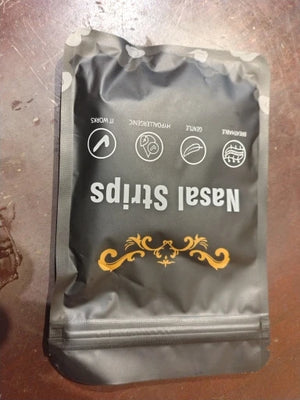 Nasal Strips
BREATHABLE GENTLE HYPOALLERGENIC IT WORKS